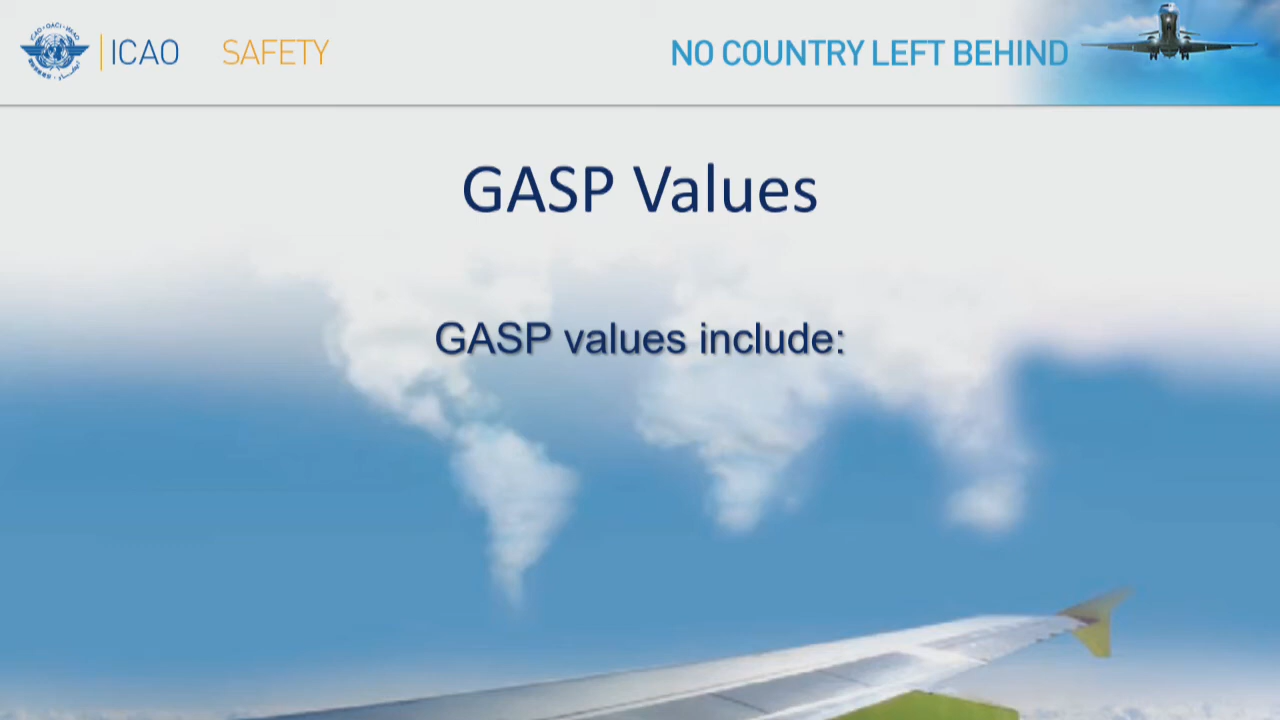 ICAO SAFETY NO COUNTRY LEFT BEHIND
GASP Values
GASP values include: